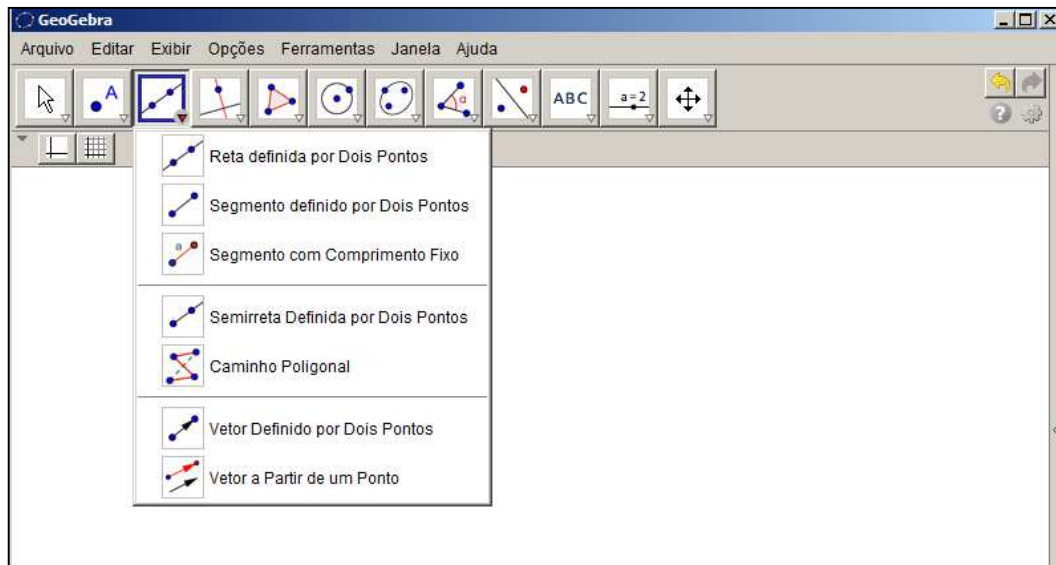 GeoGebra
Arquivo Editar Exibir Opções Ferramentas Janela Ajuda
A α ABC a=2
Reta definida por Dois Pontos
Segmento definido por Dois Pontos
a
Segmento com Comprimento Fixo
Semirreta Definida por Dois Pontos
Caminho Poligonal
Vetor Definido por Dois Pontos
Vetor a Partir de um Ponto